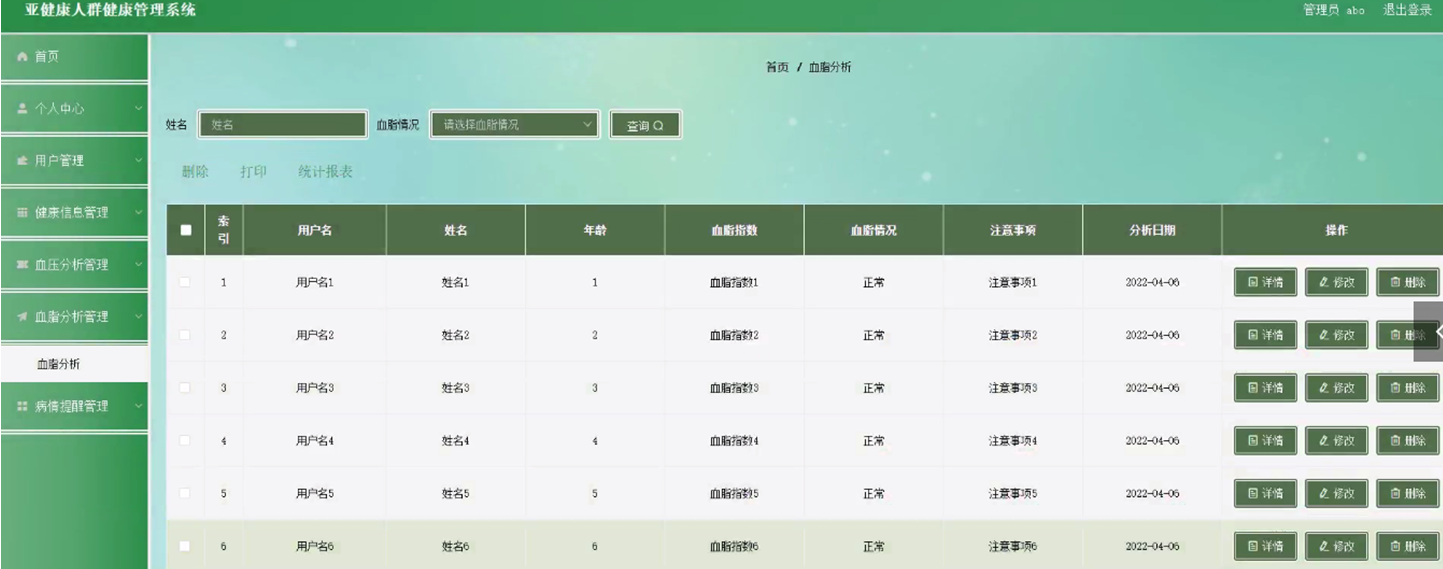 亚健康人群健康管理系统
管理员 abo 退出登录
首页
个人中心
用户管理
健康信息管理
血压分析管理
血脂分析管理
血脂分析
病情提醒管理
首页 / 血脂分析
姓名 姓名 血脂情况 请选择血脂情况 查询
删除 打印 统计报表
索引 用户名 姓名 年龄 血脂指数 血脂情况 注意事项 分析日期 操作
1 用户名1 姓名1 1 血脂指数1 正常 注意事项1 2022-04-06 详情 修改 删除
2 用户名2 姓名2 2 血脂指数2 正常 注意事项2 2022-04-06 详情 修改 删除
3 用户名3 姓名3 3 血脂指数3 正常 注意事项3 2022-04-06 详情 修改 删除
4 用户名4 姓名4 4 血脂指数4 正常 注意事项4 2022-04-06 详情 修改 删除
5 用户名5 姓名5 5 血脂指数5 正常 注意事项5 2022-04-06 详情 修改 删除
6 用户名6 姓名6 6 血脂指数6 正常 注意事项6 2022-04-06 详情 修改 删除